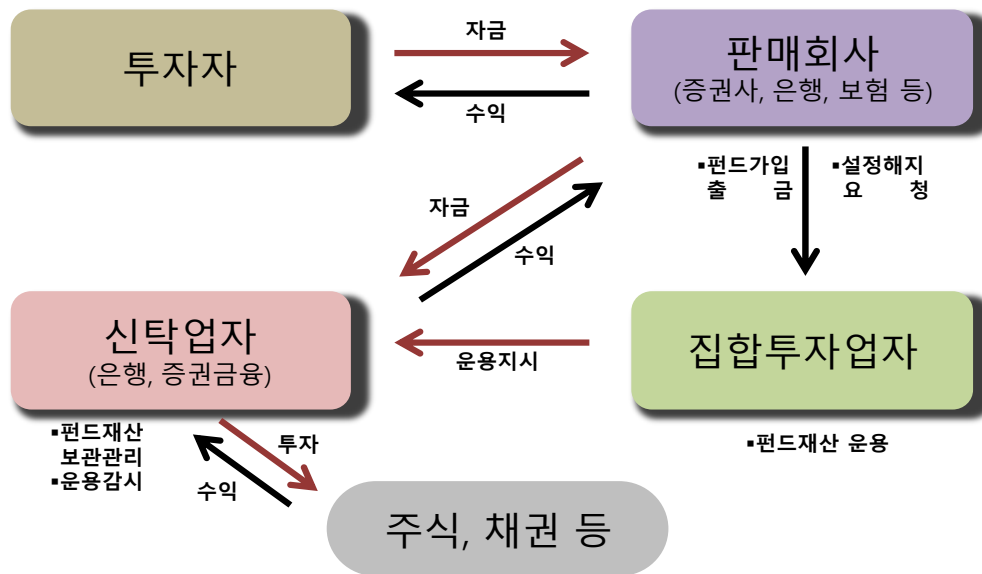 자금
투자자
판매회사
(증권사, 은행, 보험 등)
수익
▪펀드가입
출 금
▪설정해지
요 청
자금
수익
신탁업자
(은행, 증권금융)
운용지시
집합투자업자
▪펀드재산
보관관리
▪운용감시
투자
수익
▪펀드재산 운용
주식, 채권 등